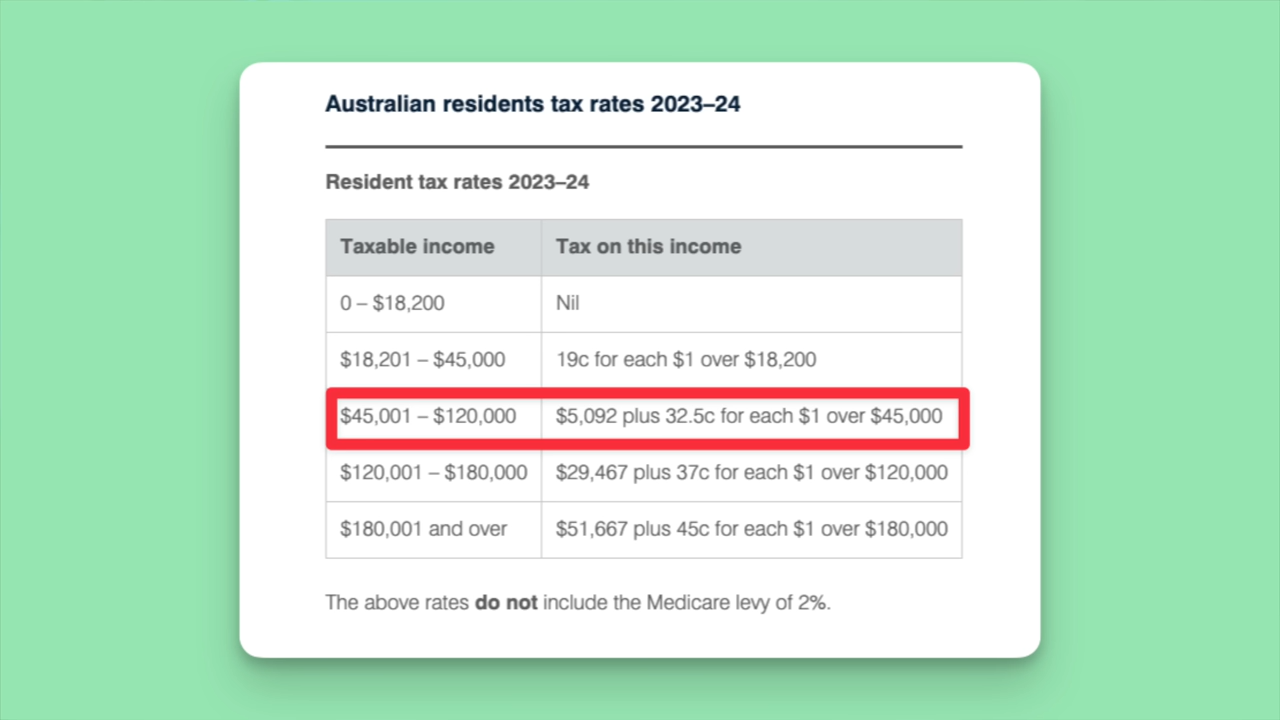 Australian residents tax rates 2023–24
Resident tax rates 2023–24
Taxable income Tax on this income
0 – $18,200 Nil
$18,201 – $45,000 19c for each $1 over $18,200
$45,001 – $120,000 $5,092 plus 32.5c for each $1 over $45,000
$120,001 – $180,000 $29,467 plus 37c for each $1 over $120,000
$180,001 and over $51,667 plus 45c for each $1 over $180,000
The above rates do not include the Medicare levy of 2%.